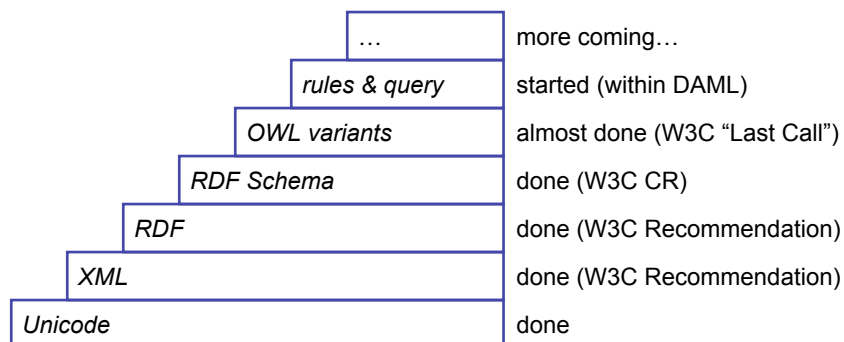 … more coming…
rules & query started (within DAML)
OWL variants almost done (W3C “Last Call”)
RDF Schema done (W3C CR)
RDF done (W3C Recommendation)
XML done (W3C Recommendation)
Unicode done